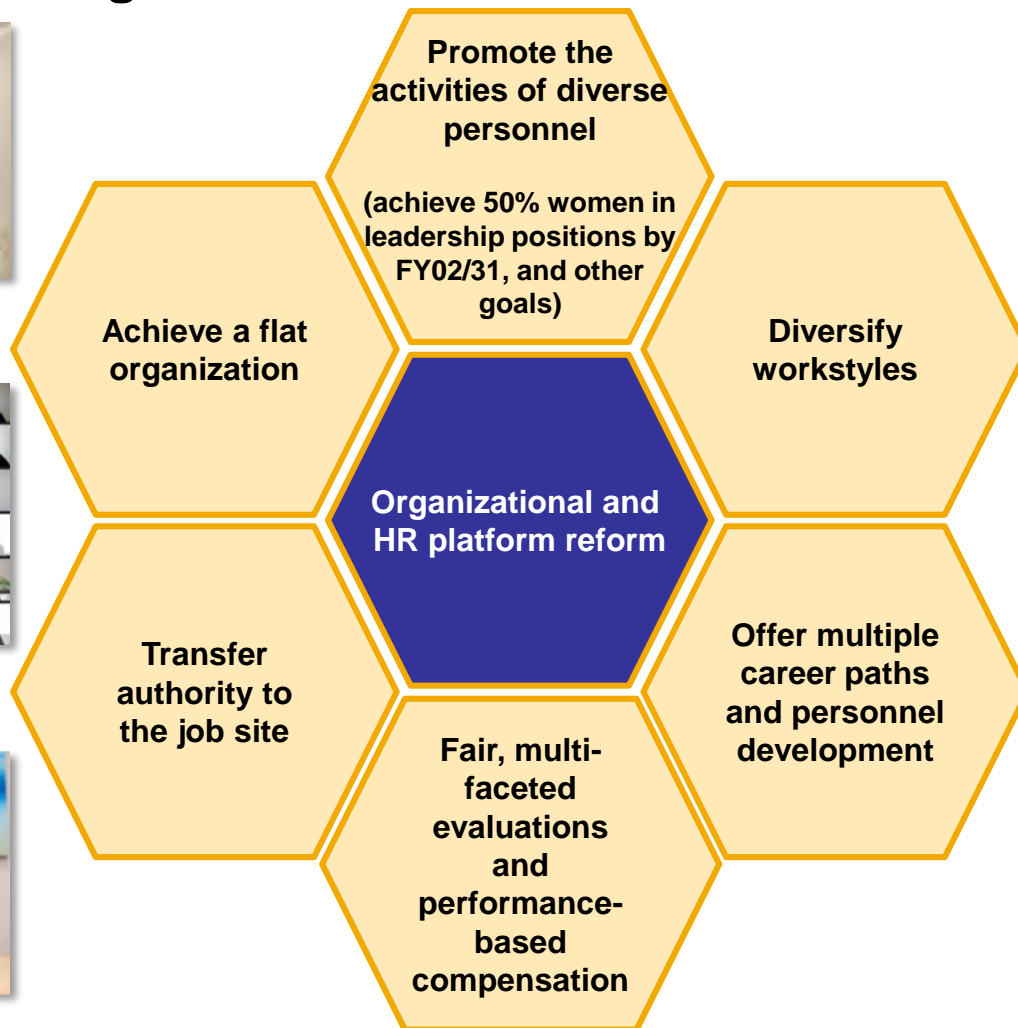 g
Promote the
activities of diverse
personnel
(achieve 50% women in
leadership positions by
FY02/31, and other
goals)
Achieve a flat
organization
Diversify
workstyles
Organizational and
HR platform reform
Transfer
authority to
the job site
Offer multiple
career paths
and personnel
development
Fair, multi-
faceted
evaluations
and
performance-
based
compensation